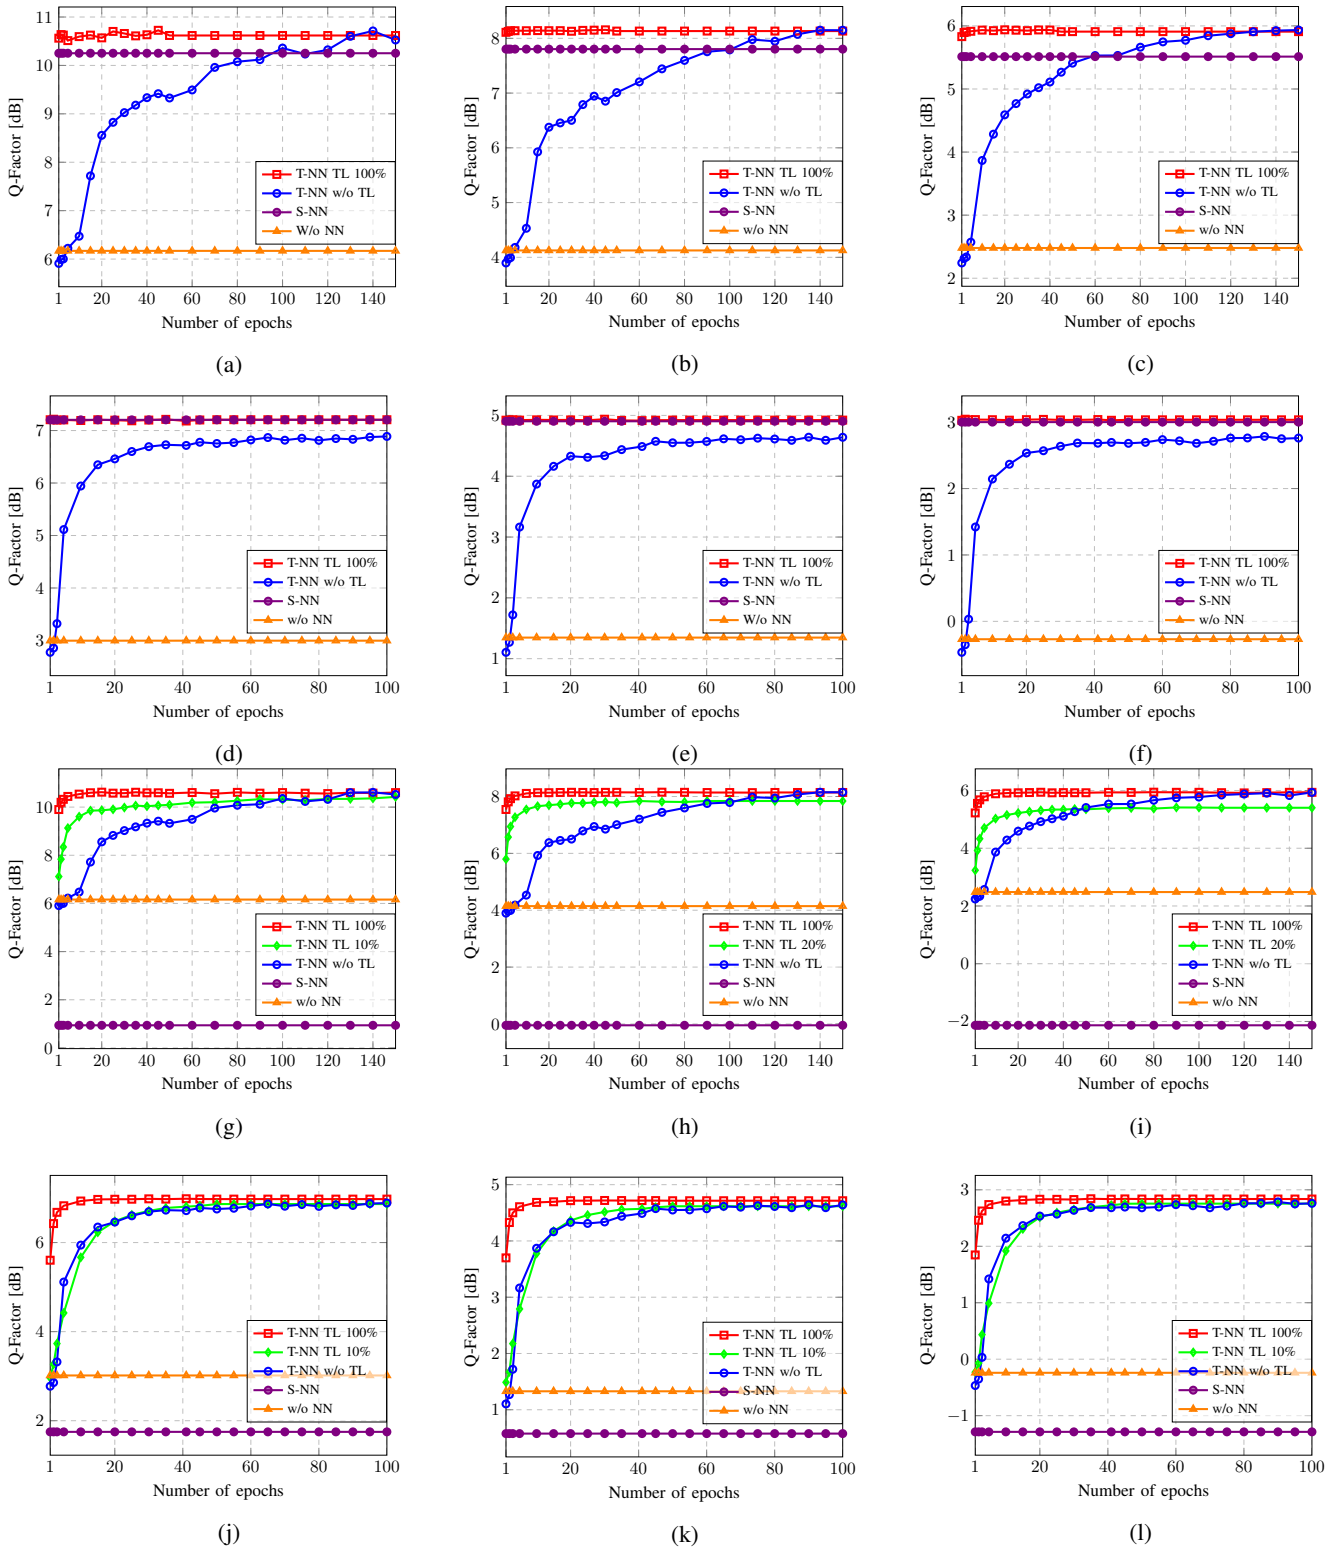 11
10
9
8
7
6
1 20 40 60 80 100 120 140
Q-Factor [dB]
Number of epochs
T-NN TL 100%
T-NN w/o TL
S-NN
W/o NN
(a)
8
7
6
5
4
1 20 40 60 80 100 120 140
Q-Factor [dB]
Number of epochs
T-NN TL 100%
T-NN w/o TL
S-NN
w/o NN
(b)
6
5
4
3
2
1 20 40 60 80 100 120 140
Q-Factor [dB]
Number of epochs
T-NN TL 100%
T-NN w/o TL
S-NN
w/o NN
(c)
7
6
5
4
3
1 20 40 60 80 100
Q-Factor [dB]
Number of epochs
T-NN TL 100%
T-NN w/o TL
S-NN
w/o NN
(d)
5
4
3
2
1
1 20 40 60 80 100
Q-Factor [dB]
Number of epochs
T-NN TL 100%
T-NN w/o TL
S-NN
W/o NN
(e)
3
2
1
0
1 20 40 60 80 100
Q-Factor [dB]
Number of epochs
T-NN TL 100%
T-NN w/o TL
S-NN
w/o NN
(f)
10
8
6
4
2
0
1 20 40 60 80 100 120 140
Q-Factor [dB]
Number of epochs
T-NN TL 100%
T-NN TL 10%
T-NN w/o TL
S-NN
w/o NN
(g)
8
6
4
2
0
1 20 40 60 80 100 120 140
Q-Factor [dB]
Number of epochs
T-NN TL 100%
T-NN TL 20%
T-NN w/o TL
S-NN
w/o NN
(h)
6
4
2
0
−2
1 20 40 60 80 100 120 140
Q-Factor [dB]
Number of epochs
T-NN TL 100%
T-NN TL 20%
T-NN w/o TL
S-NN
w/o NN
(i)
6
4
2
1 20 40 60 80 100
Q-Factor [dB]
Number of epochs
T-NN TL 100%
T-NN TL 10%
T-NN w/o TL
S-NN
w/o NN
(j)
5
4
3
2
1
1 20 40 60 80 100
Q-Factor [dB]
Number of epochs
T-NN TL 100%
T-NN TL 10%
T-NN w/o TL
S-NN
w/o NN
(k)
3
2
1
0
−1
1 20 40 60 80 100
Q-Factor [dB]
Number of epochs
T-NN TL 100%
T-NN TL 10%
T-NN w/o TL
S-NN
w/o NN
(l)